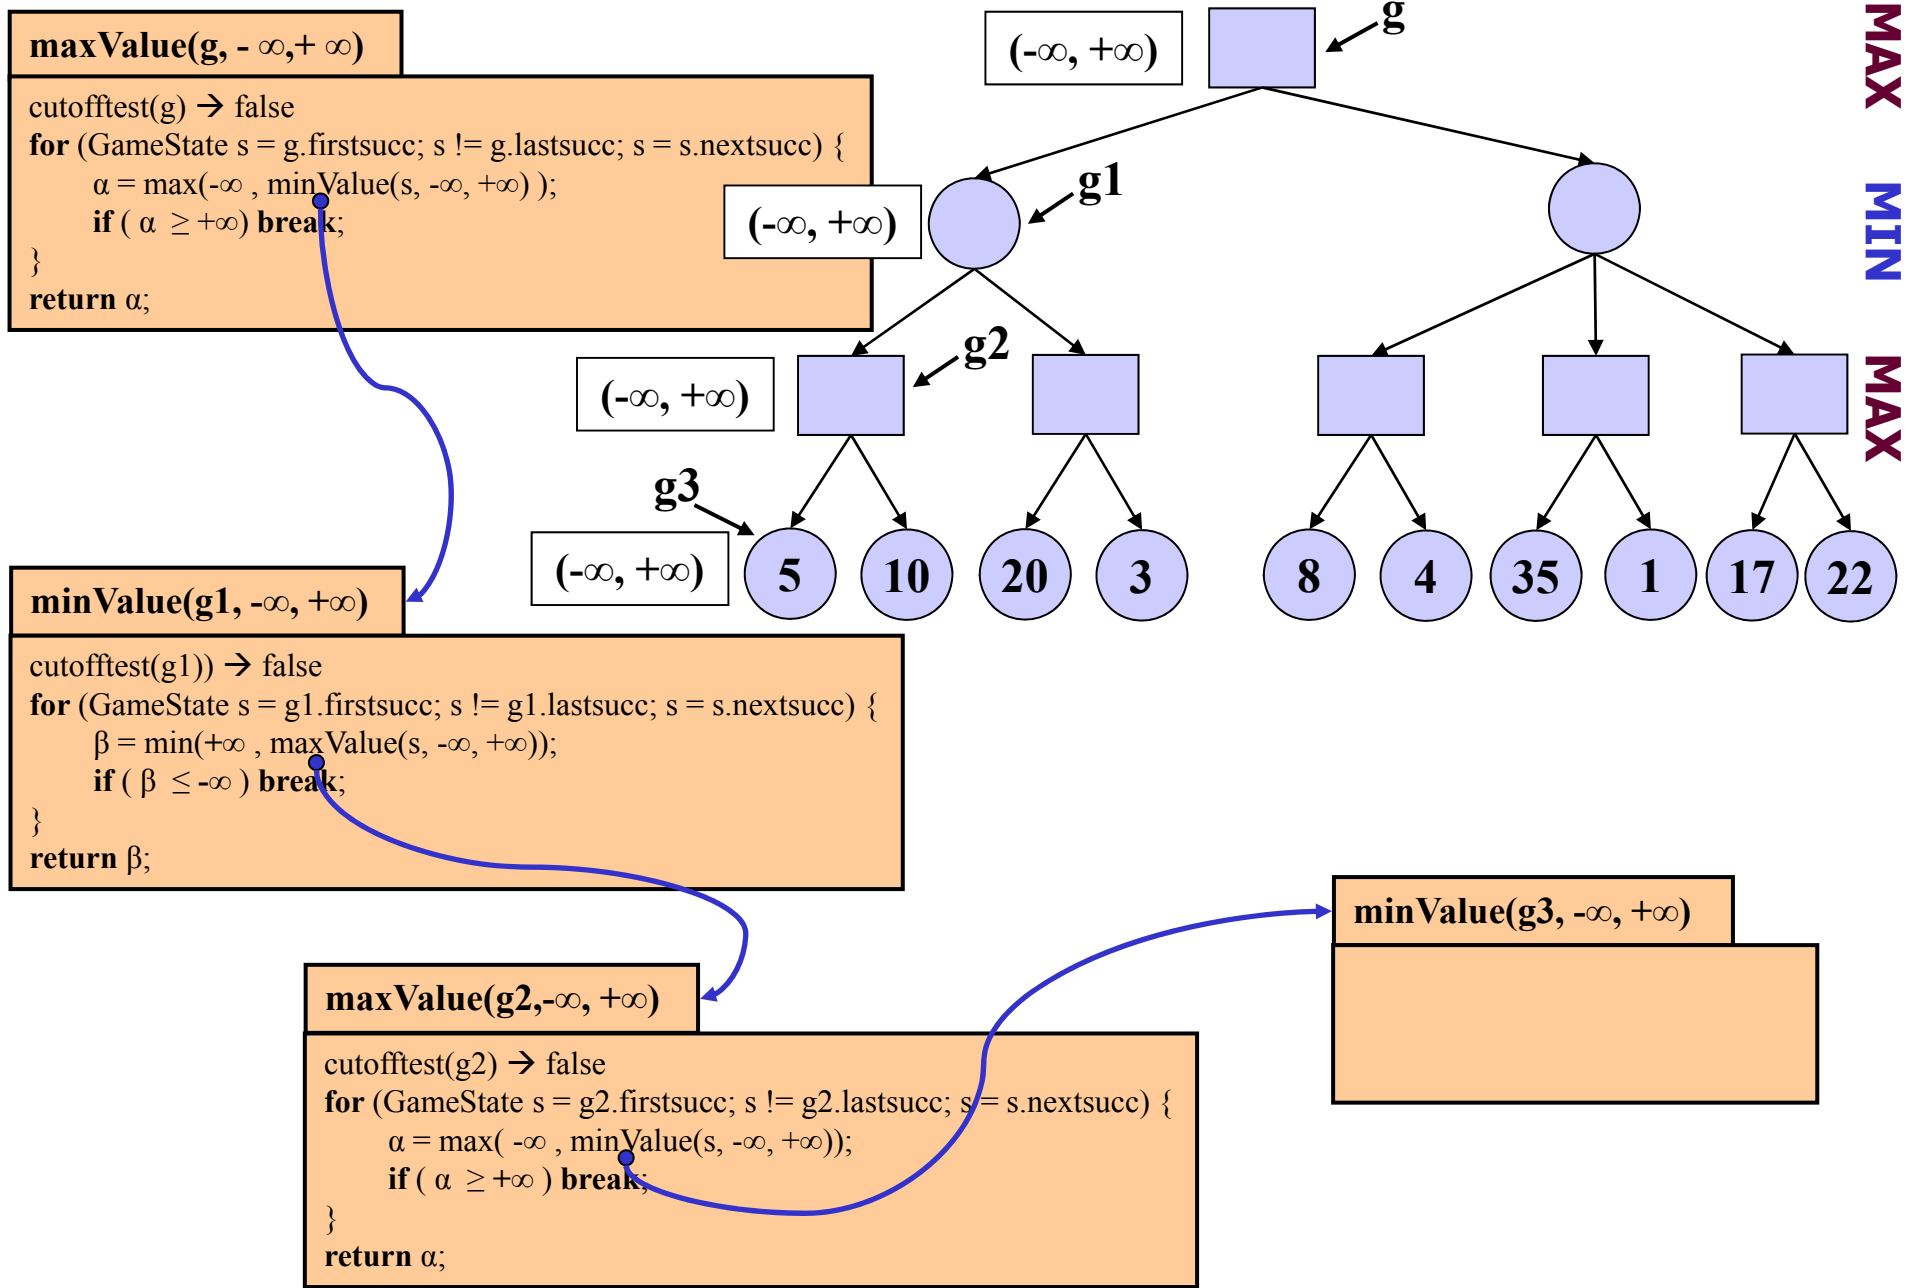 maxValue(g, - ∞,+ ∞)
cutofftest(g) → false
for (GameState s = g.firstsucc; s != g.lastsucc; s = s.nextsucc) {
α = max(-∞ , minValue(s, -∞, +∞) );
if ( α ≥ +∞) break;
}
return α;
(-∞, +∞)
g
MAX
(-∞, +∞)
g1
MIN
(-∞, +∞)
g2
MAX
g3
(-∞, +∞)
5
10
20
3
8
4
35
1
17
22
minValue(g1, -∞, +∞)
cutofftest(g1)) → false
for (GameState s = g1.firstsucc; s != g1.lastsucc; s = s.nextsucc) {
β = min(+∞ , maxValue(s, -∞, +∞));
if ( β ≤ -∞ ) break;
}
return β;
maxValue(g2,-∞, +∞)
cutofftest(g2) → false
for (GameState s = g2.firstsucc; s != g2.lastsucc; s = s.nextsucc) {
α = max( -∞ , minValue(s, -∞, +∞));
if ( α ≥ +∞ ) break;
}
return α;
minValue(g3, -∞, +∞)